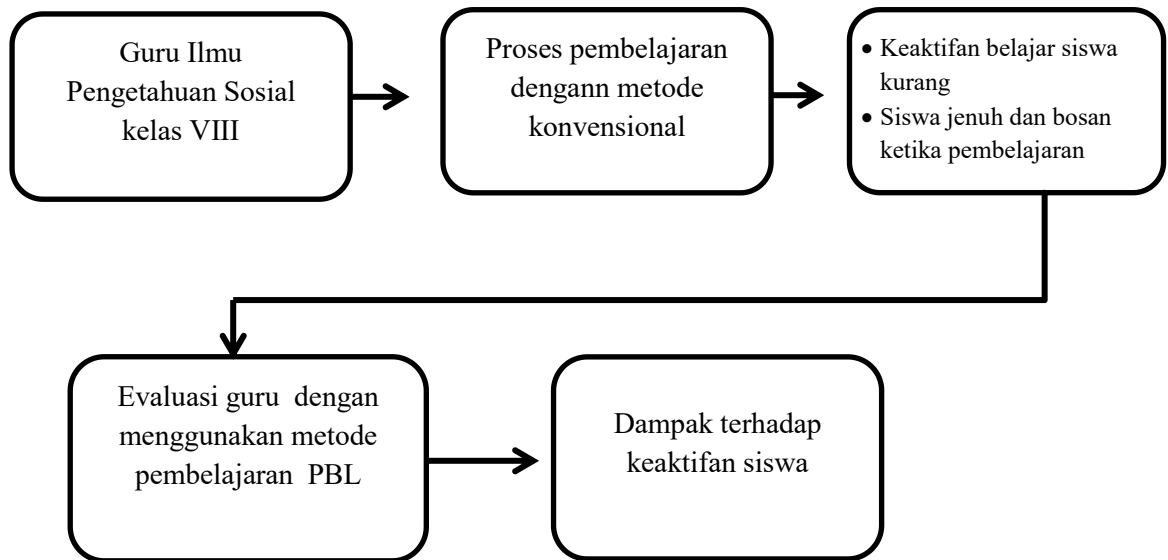 Guru Ilmu
Pengetahuan Sosial
kelas VIII
Proses pembelajaran
dengann metode
konvensional
• Keaktifan belajar siswa
kurang
• Siswa jenuh dan bosan
ketika pembelajaran
Evaluasi guru dengan
menggunakan metode
pembelajaran PBL
Dampak terhadap
keaktifan siswa